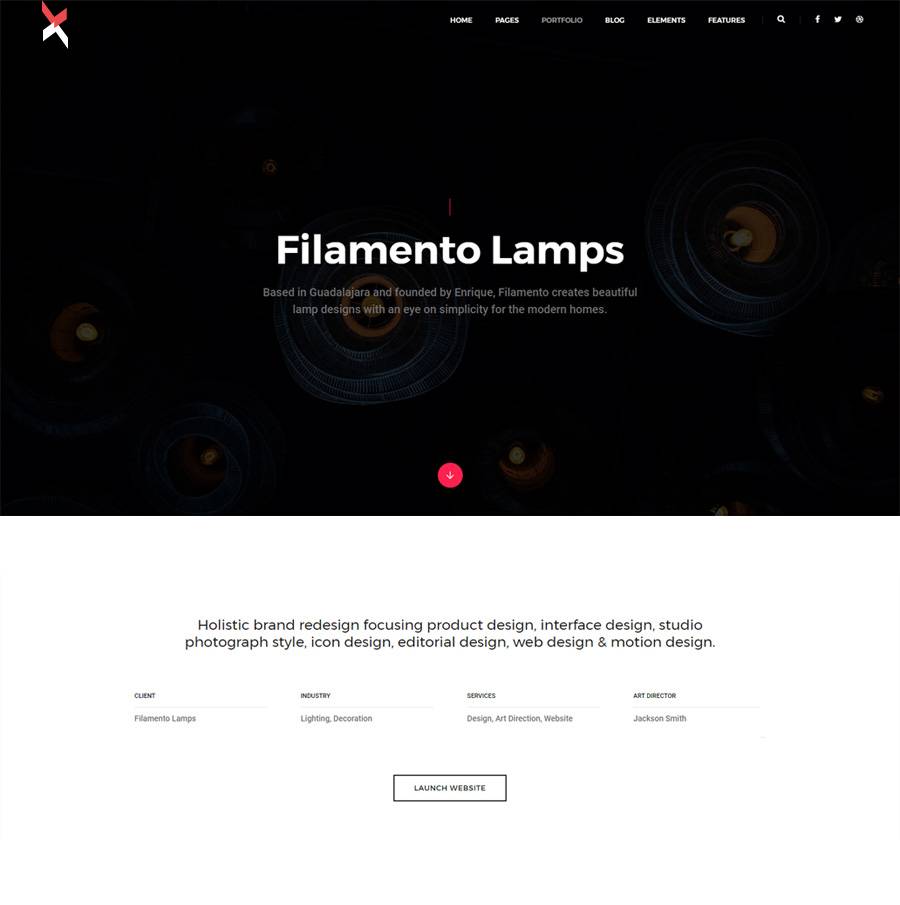 HOME PAGES PORTFOLIO BLOG ELEMENTS FEATURES
Filamento Lamps
Based in Guadalajara and founded by Enrique, Filamento creates beautiful
lamp designs with an eye on simplicity for the modern homes.
Holistic brand redesign focusing product design, interface design, studio
photograph style, icon design, editorial design, web design & motion design.
CLIENT INDUSTRY SERVICES ART DIRECTOR
Filamento Lamps Lighting, Decoration Design, Art Direction, Website Jackson Smith
LAUNCH WEBSITE